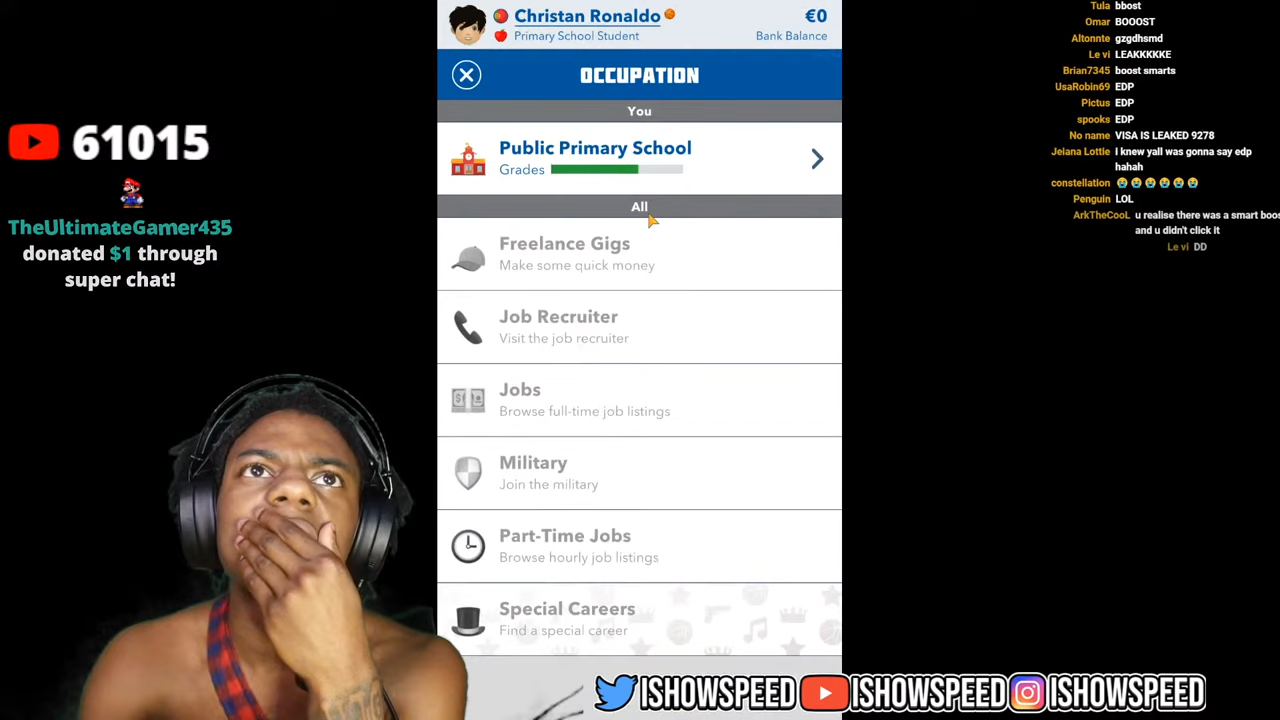 Christan Ronaldo
Primary School Student
€0
Bank Balance
OCCUPATION
You
Public Primary School
Grades
All
Freelance Gigs
Make some quick money
Job Recruiter
Visit the job recruiter
Jobs
Browse full-time job listings
Military
Join the military
Part-Time Jobs
Browse hourly job listings
Special Careers
Find a special career
61015
TheUltimateGamer435
donated $1 through
super chat!
Tula bbost
Omar BOOOST
Altonnte gzgdhsmd
Le vi LEAKKKKKE
Brian7345 boost smarts
UsaRobin69 EDP
Pictus EDP
spooks EDP
No name VISA IS LEAKED 9278
Jeiana Lottie i knew yall was gonna say edp
hahah
constellation 😭😭😭😭😭😭
Penguin LOL
ArkTheCooL u realise there was a smart boos
and u didn't click it
Le vi DD
ISHOWSPEED ISHOWSPEED ISHOWSPEED